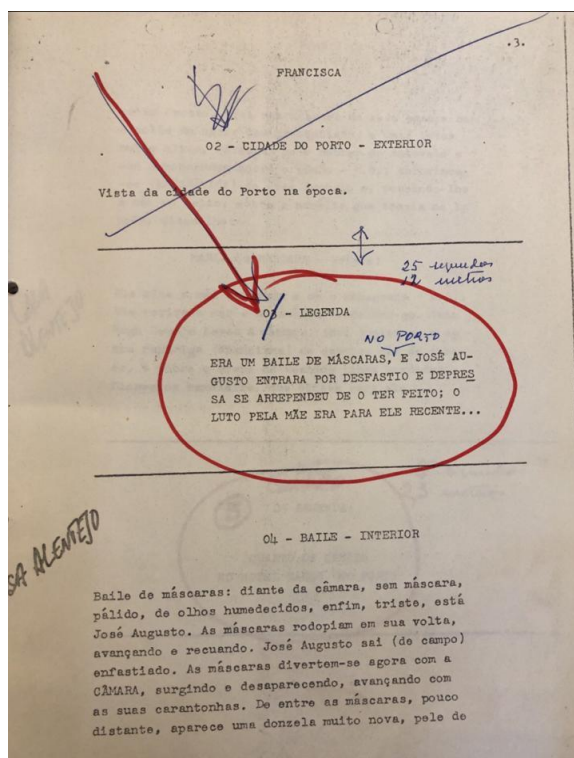 .3.
FRANCISCA
02 - CIDADE DO PORTO - EXTERIOR
Vista da cidade do Porto na época.
25 segundos
12 metros
03 - LEGENDA
NO PORTO
ERA UM BAILE DE MÁSCARAS, E JOSÉ AU-
GUSTO ENTRARA POR DESFASTIO E DEPRES
SA SE ARREPENDEU DE O TER FEITO; O
LUTO PELA MÃE ERA PARA ELE RECENTE...
SA ALENTEJO
04 - BAILE - INTERIOR
Baile de máscaras: diante da câmara, sem máscara,
pálido, de olhos humedecidos, enfim, triste, está
José Augusto. As máscaras rodopiam em sua volta,
avançando e recuando. José Augusto sai (de campo)
enfastiado. As máscaras divertem-se agora com a
CÂMARA, surgindo e desaparecendo, avançando com
as suas carantonhas. De entre as máscaras, pouco
distante, aparece uma donzela muito nova, pele de